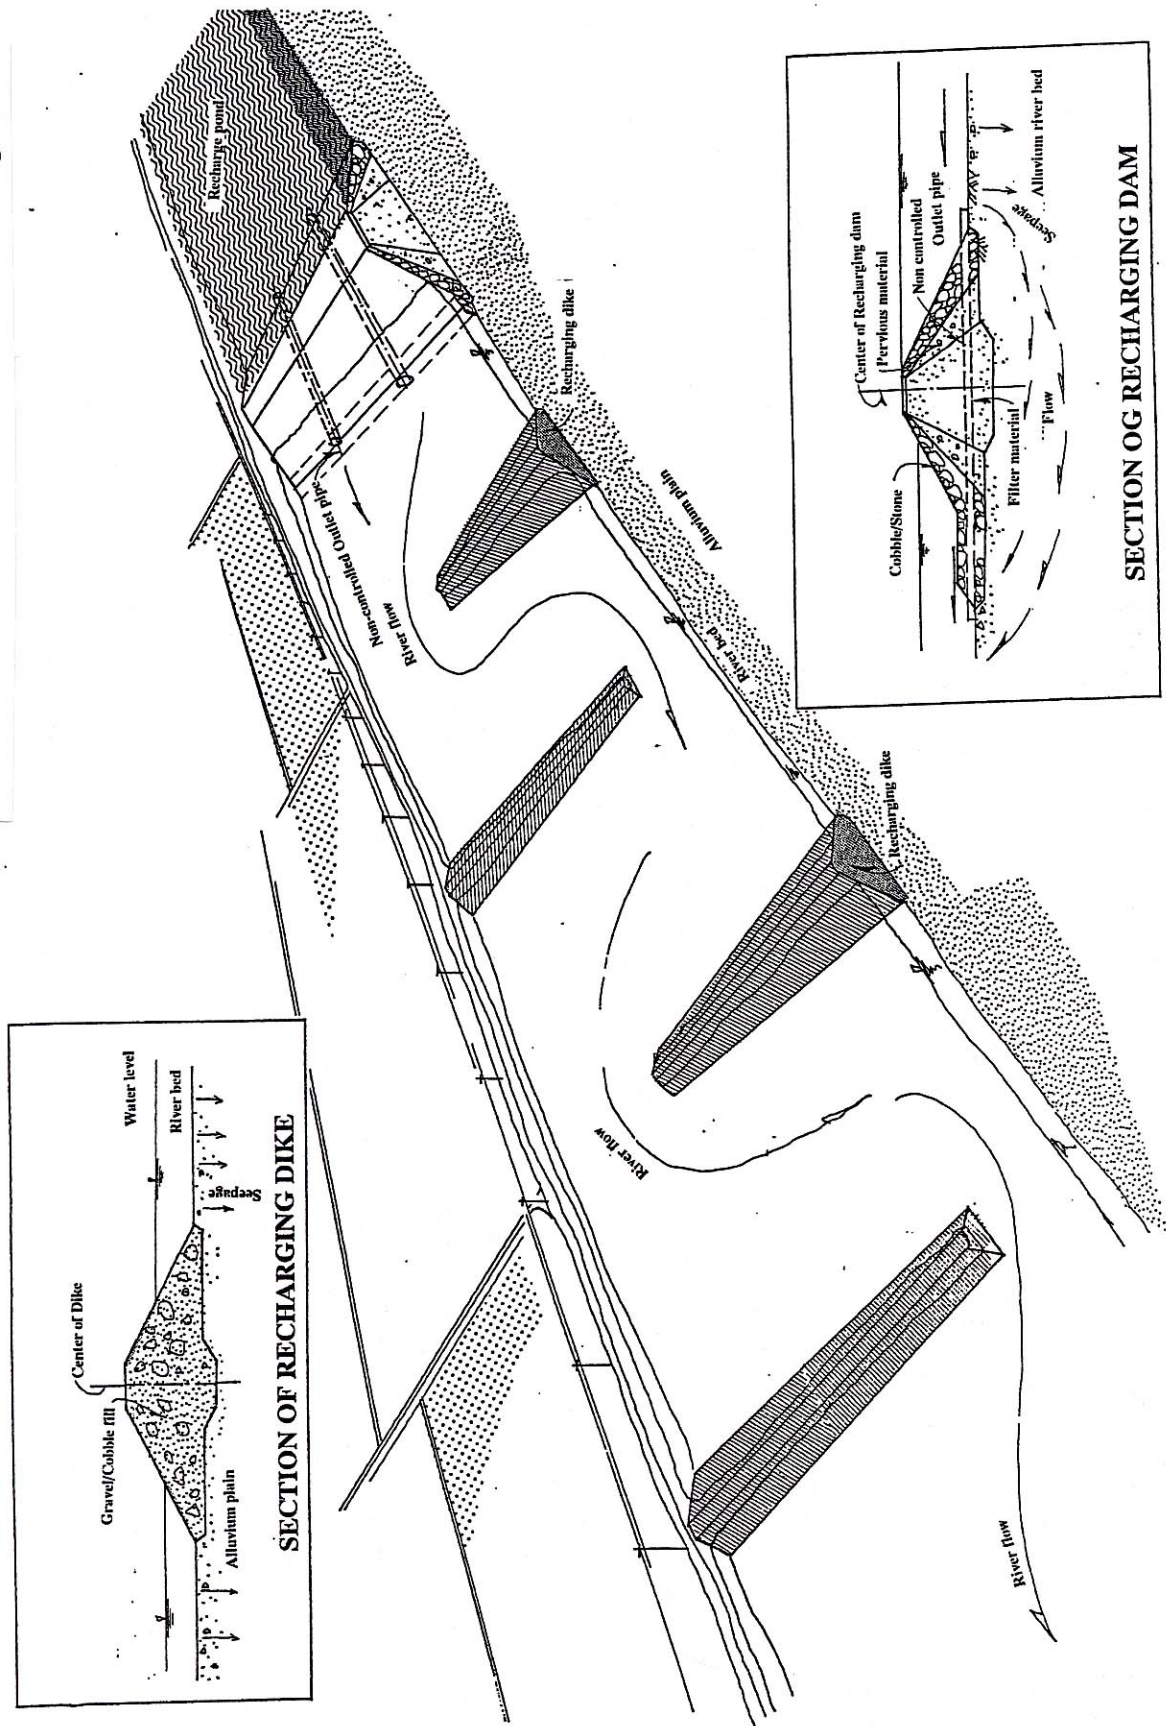 Recharge pond
Recharging dike
Non-controlled Outlet pipe
River flow
Alluvium plain
River bed
Recharging dike
River flow
River flow
Center of Dike
Gravel/Cobble fill
Water level
River bed
Seepage
Alluvium plain
SECTION OF RECHARGING DIKE
Center of Recharging dam
Pervious material
Non controlled
Outlet pipe
Cobble/Stone
Seepage
Alluvium river bed
Flow
Filter material
SECTION OG RECHARGING DAM